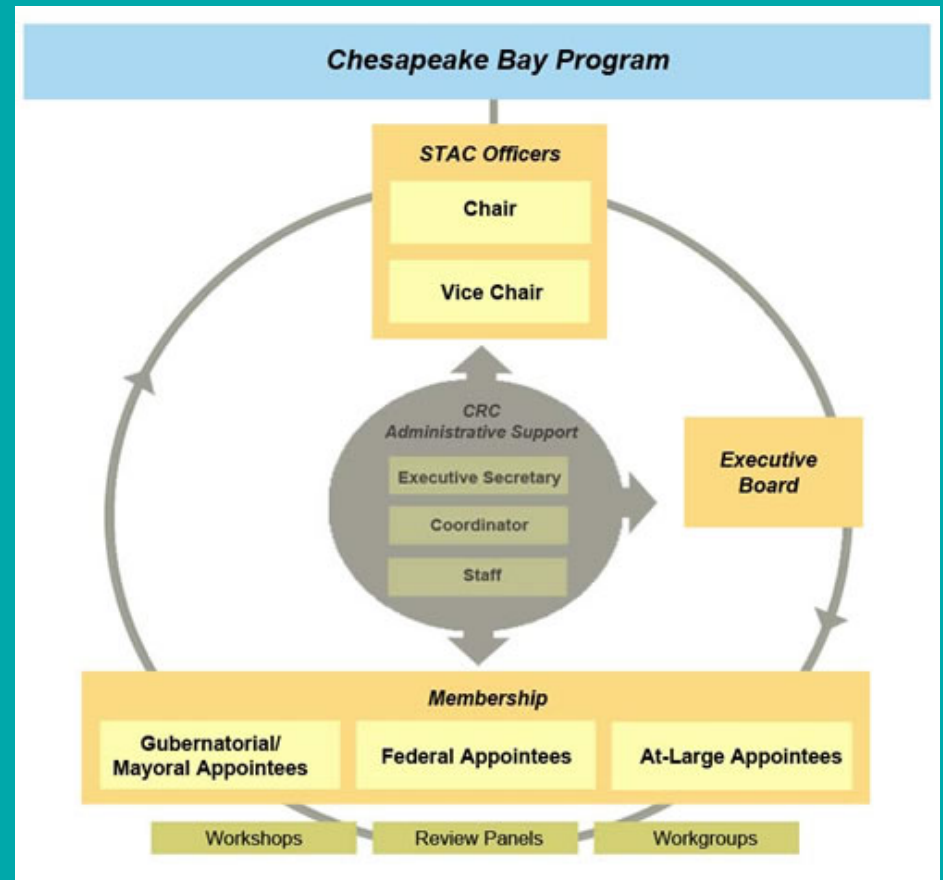 Chesapeake Bay Program
STAC Officers
Chair
Vice Chair
CRC
Administrative Support
Executive Secretary
Coordinator
Staff
Executive
Board
Membership
Gubernatorial/
Mayoral Appointees
Federal Appointees
At-Large Appointees
Workshops
Review Panels
Workgroups